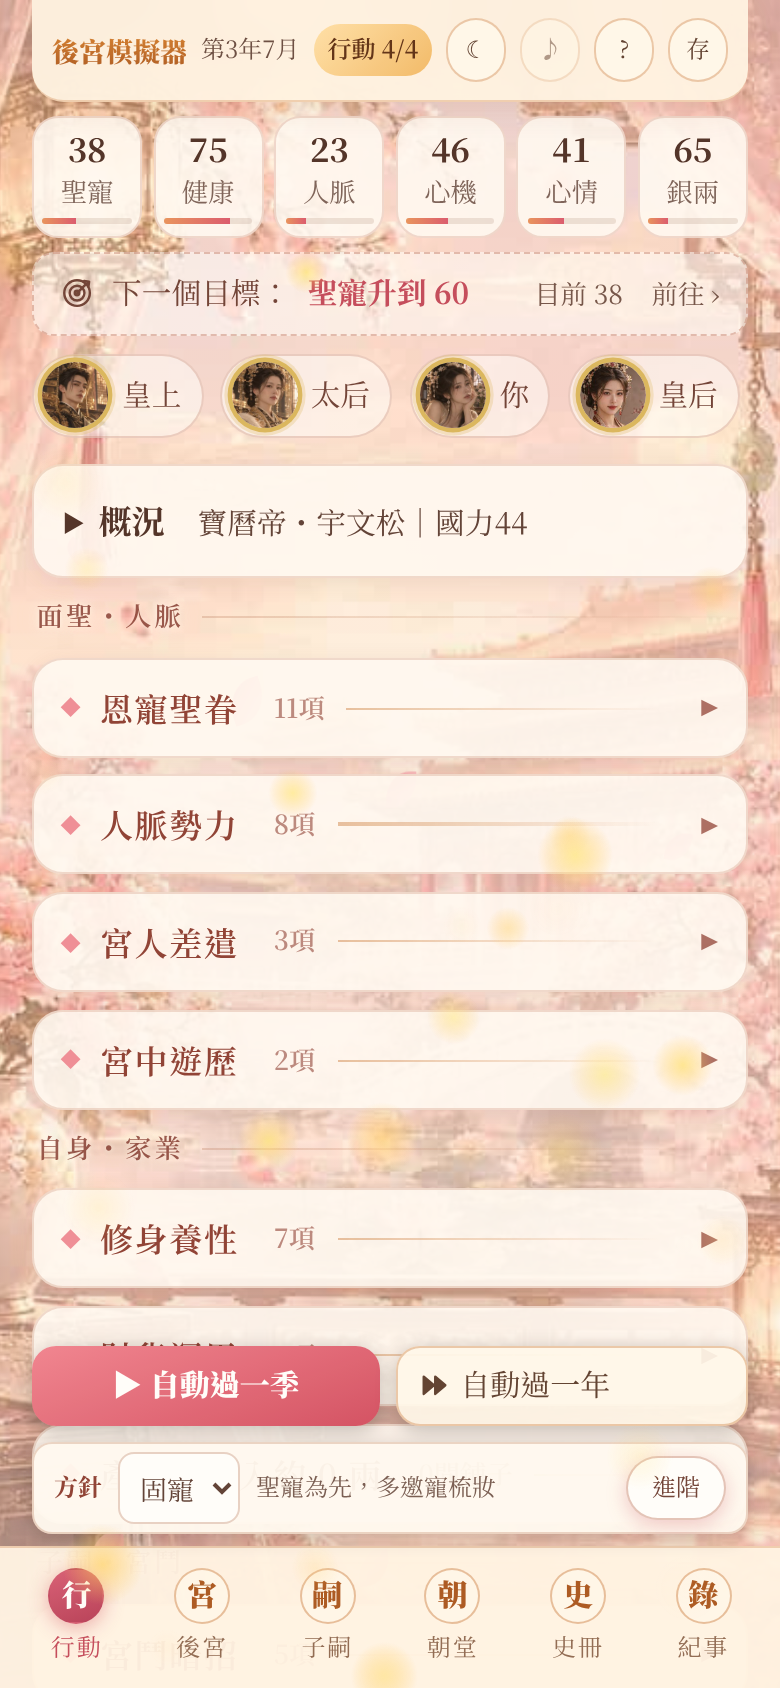 後宮模擬器 第3年7月 行動 4/4 ☾ ♪ ? 存
38 75 23 46 41 65
聖寵 健康 人脈 心機 心情 銀兩
下一個目標： 聖寵升到 60 目前 38 前往 ›
皇上 太后 你 皇后
▶ 概況 寶曆帝・宇文松｜國力44
面聖・人脈
恩寵聖眷 11項 ▶
人脈勢力 8項 ▶
宮人差遣 3項 ▶
宮中遊歷 2項 ▶
自身・家業
修身養性 7項 ▶
▶ 自動過一季 自動過一年
方針 固寵 聖寵為先，多邀寵梳妝 進階
行 宮 嗣 朝 史 錄
行動 後宮 子嗣 朝堂 史冊 紀事